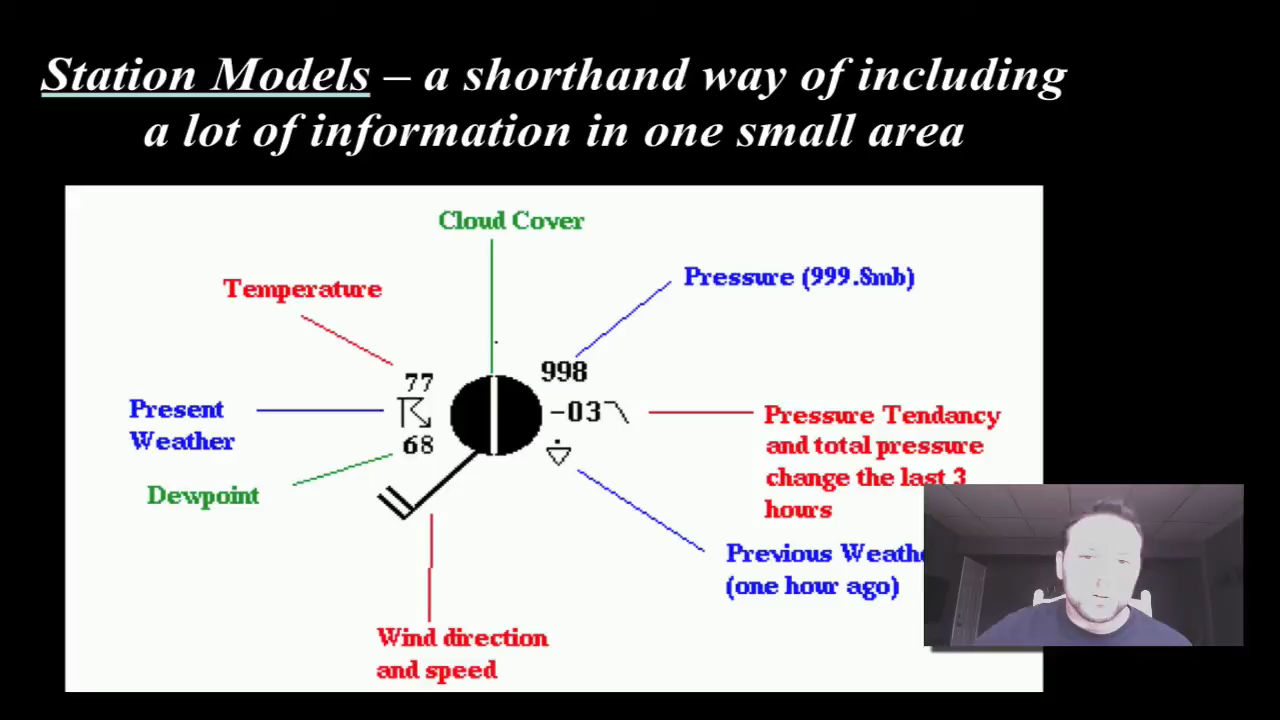 Station Models – a shorthand way of including
a lot of information in one small area
Cloud Cover
Pressure (999.8mb)
Temperature
77
998
Present
Weather
-03
Pressure Tendancy
and total pressure
change the last 3
hours
68
Dewpoint
Previous Weathe
(one hour ago)
Wind direction
and speed